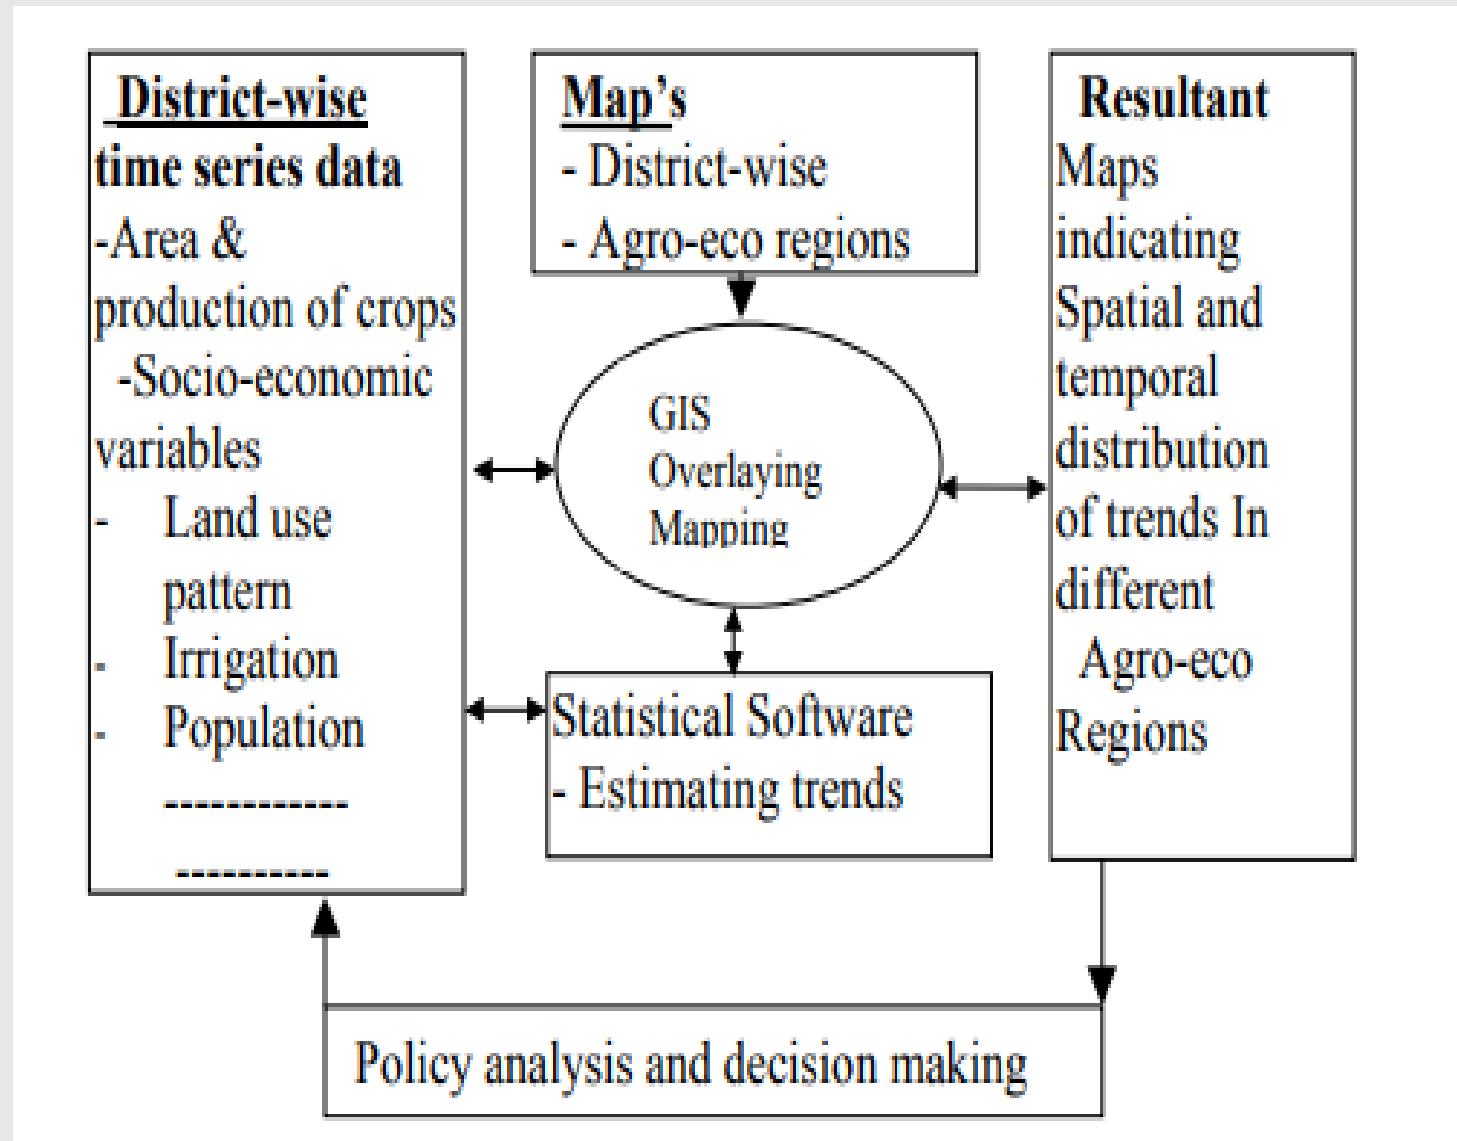 District-wise
time series data
-Area &
production of crops
-Socio-economic
variables
- Land use
pattern
- Irrigation
- Population
------------
----------
Map's
- District-wise
- Agro-eco regions
GIS
Overlaying
Mapping
Statistical Software
- Estimating trends
Resultant
Maps
indicating
Spatial and
temporal
distribution
of trends In
different
Agro-eco
Regions
Policy analysis and decision making